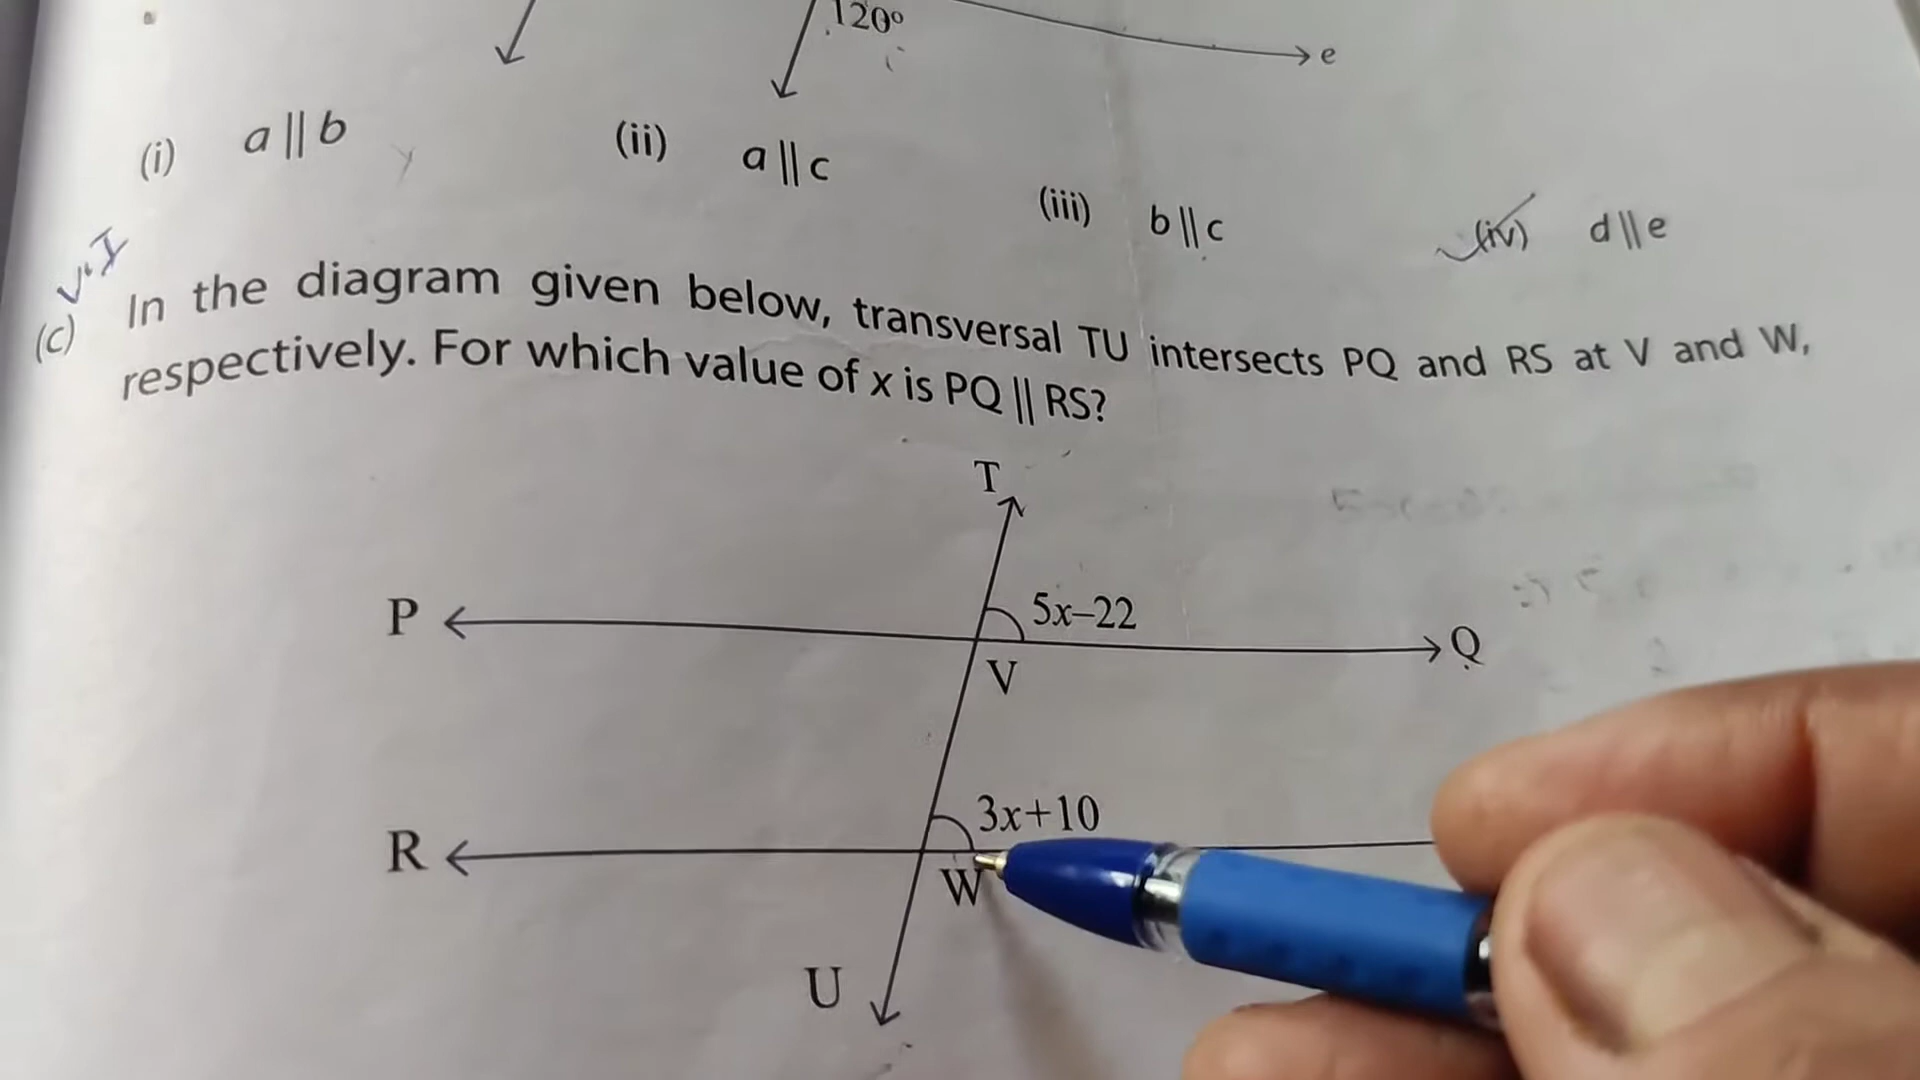 120°
e
(i) a || b (ii) a || c (iii) b || c (iv) d || e
V.I
(c) In the diagram given below, transversal TU intersects PQ and RS at V and W,
respectively. For which value of x is PQ || RS?
T
P 5x–22 Q
V
3x+10
R
W
U